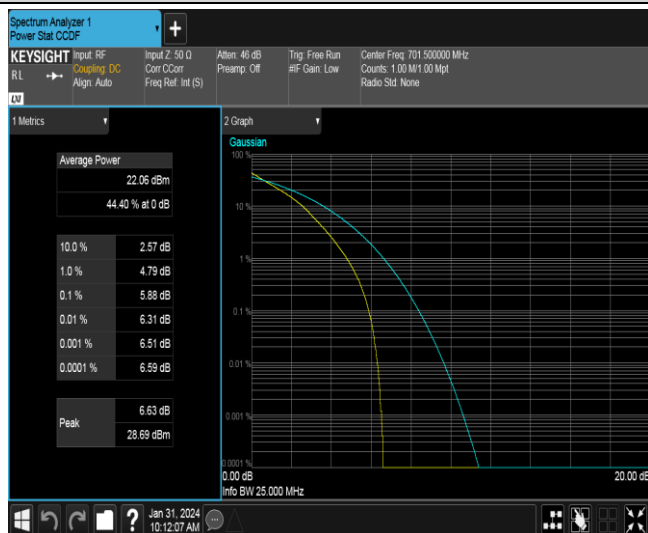 Spectrum Analyzer 1
Power Stat CCDF
+
KEYSIGHT
RL
LXI
Input: RF
Coupling: DC
Align: Auto
Input Z: 50 Ω
Corr CCorr
Freq Ref: Int (S)
Atten: 46 dB
Preamp: Off
Trig: Free Run
#IF Gain: Low
Center Freq: 701.500000 MHz
Counts: 1.00 M/1.00 Mpt
Radio Std: None
1 Metrics
Average Power
22.06 dBm
44.40 % at 0 dB
10.0 % 2.57 dB
1.0 % 4.79 dB
0.1 % 5.88 dB
0.01 % 6.31 dB
0.001 % 6.51 dB
0.0001 % 6.59 dB
Peak
6.63 dB
28.69 dBm
2 Graph
Gaussian
100 %
10 %
1 %
0.1 %
0.01 %
0.001 %
0.0001 %
0.00 dB
20.00 dB
Info BW 25.000 MHz
?
Jan 31, 2024
10:12:07 AM